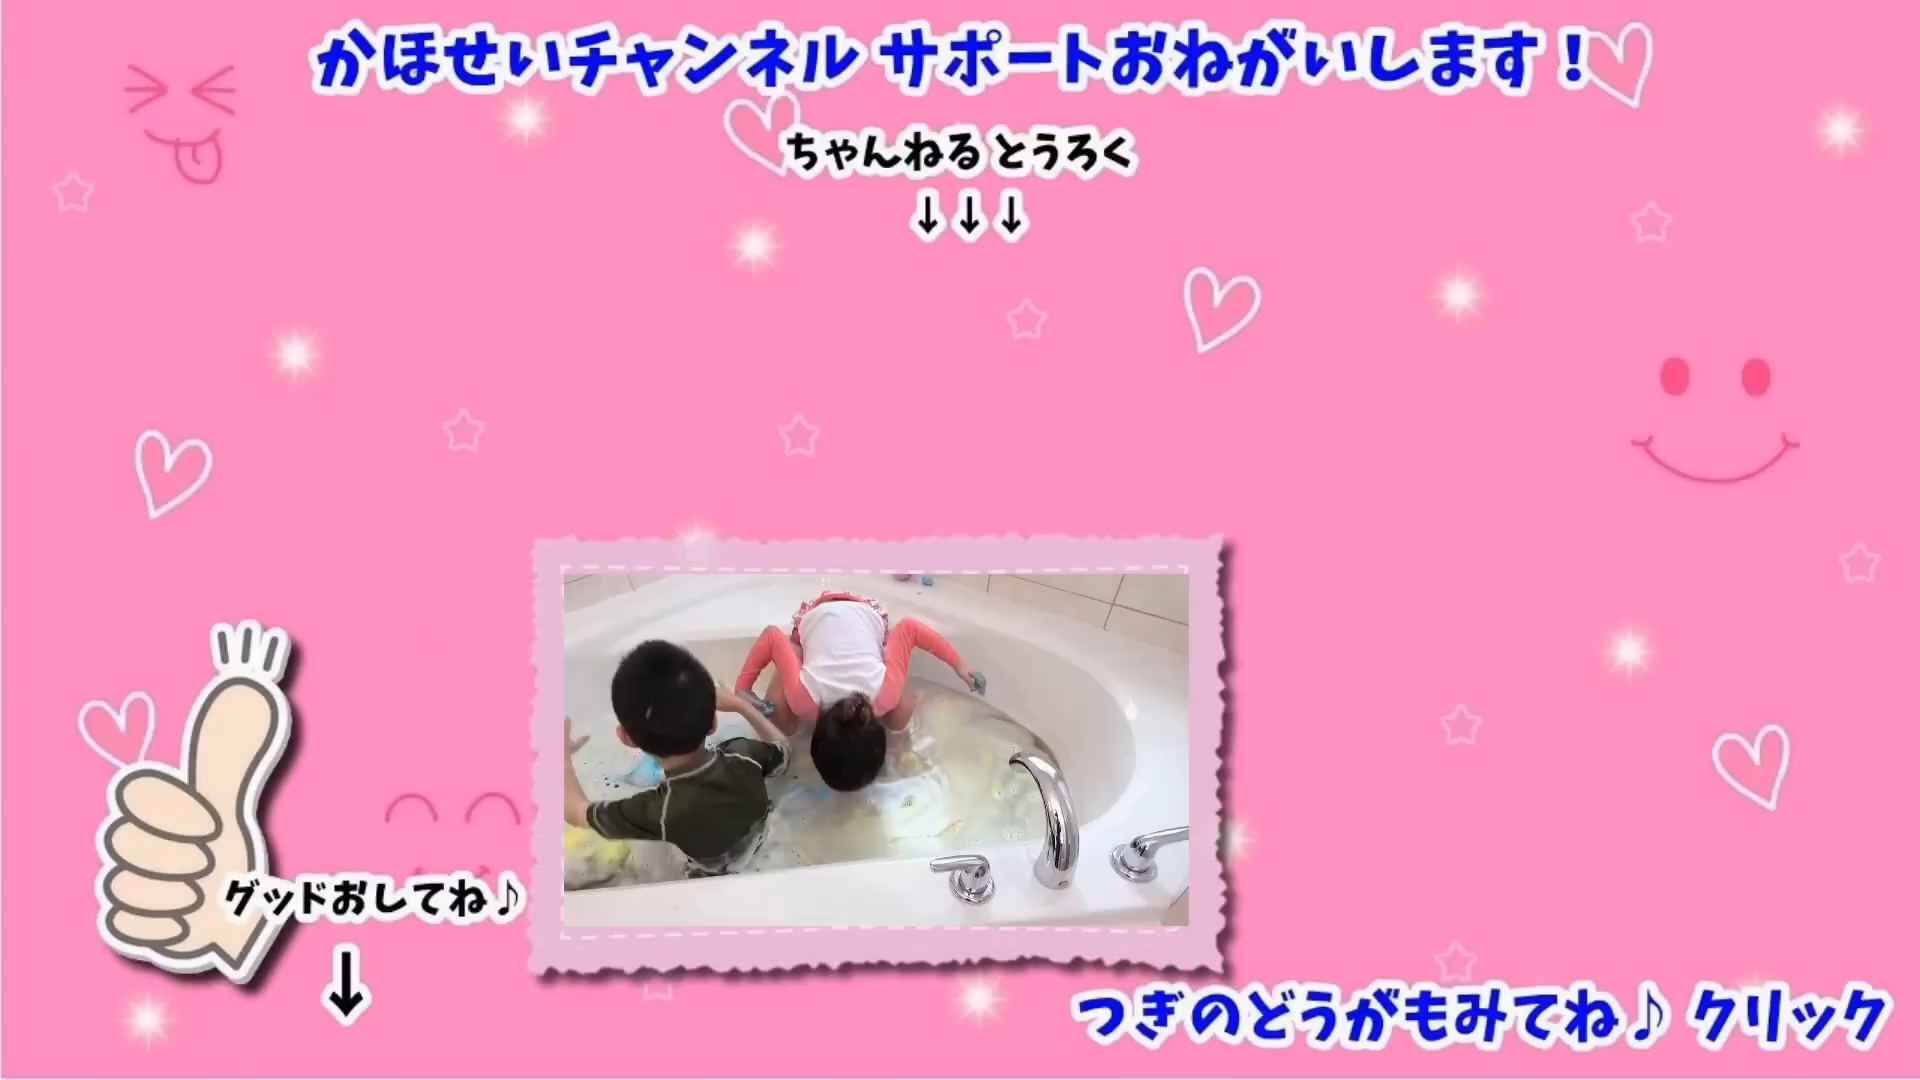 かほせいチャンネル サポートおねがいします！
ちゃんねる とうろく
↓↓↓
グッドおしてね♪
↓
つぎのどうがもみてね♪ クリック